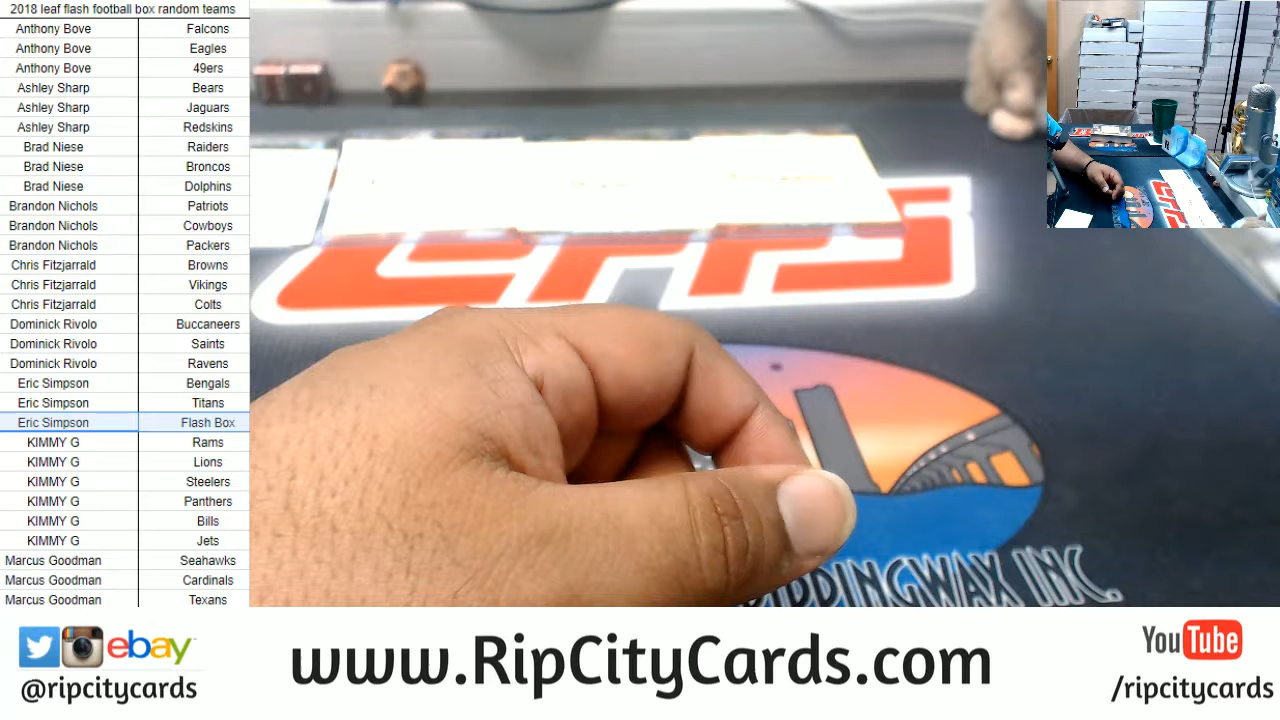 2018 leaf flash football box random teams
Anthony Bove Falcons
Anthony Bove Eagles
Anthony Bove 49ers
Ashley Sharp Bears
Ashley Sharp Jaguars
Ashley Sharp Redskins
Brad Niese Raiders
Brad Niese Broncos
Brad Niese Dolphins
Brandon Nichols Patriots
Brandon Nichols Cowboys
Brandon Nichols Packers
Chris Fitzjarrald Browns
Chris Fitzjarrald Vikings
Chris Fitzjarrald Colts
Dominick Rivolo Buccaneers
Dominick Rivolo Saints
Dominick Rivolo Ravens
Eric Simpson Bengals
Eric Simpson Titans
Eric Simpson Flash Box
KIMMY G Rams
KIMMY G Lions
KIMMY G Steelers
KIMMY G Panthers
KIMMY G Bills
KIMMY G Jets
Marcus Goodman Seahawks
Marcus Goodman Cardinals
Marcus Goodman Texans
INC.
ebay
@ripcitycards
www.RipCityCards.com
YouTube
/ripcitycards